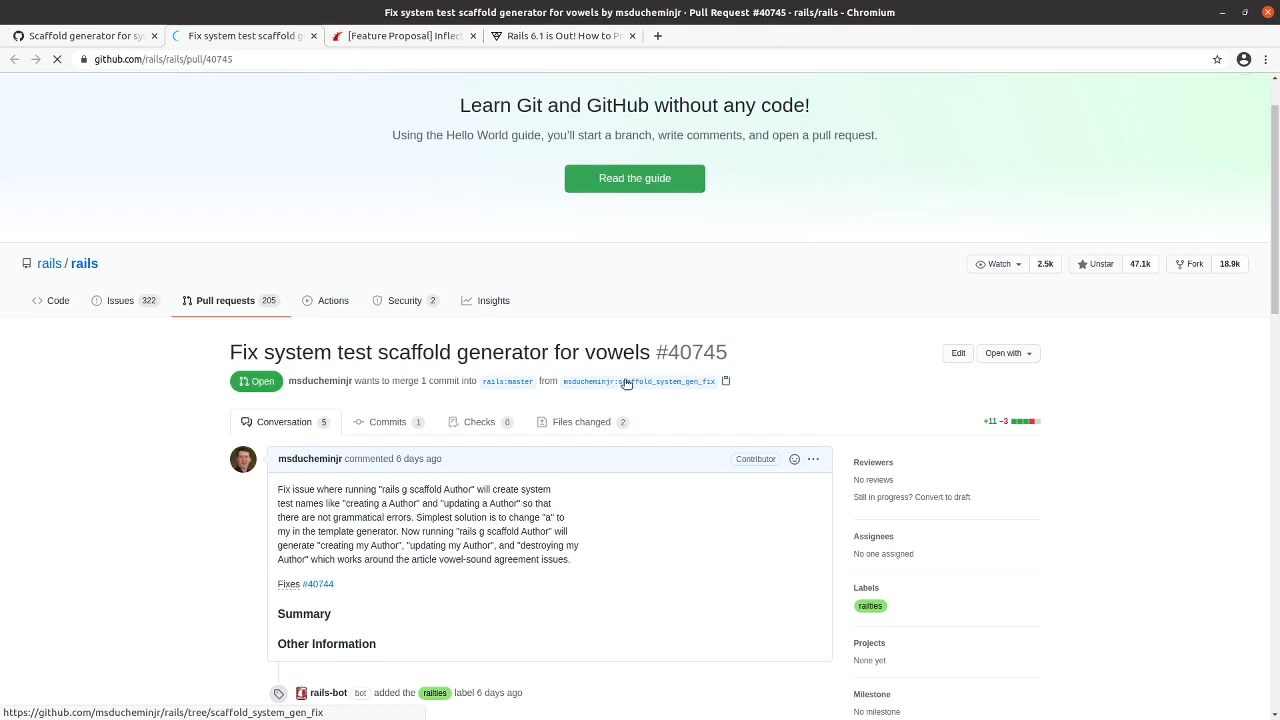 Fix system test scaffold generator for vowels by msducheminjr · Pull Request #40745 · rails/rails - Chromium
Scaffold generator for sy
Fix system test scaffold g
[Feature Proposal] Inflect
Rails 6.1 is Out! How to P
github.com/rails/rails/pull/40745
Learn Git and GitHub without any code!
Using the Hello World guide, you'll start a branch, write comments, and open a pull request.
Read the guide
rails / rails
Watch 2.5k Unstar 47.1k Fork 18.9k
Code Issues 322 Pull requests 205 Actions Security 2 Insights
Fix system test scaffold generator for vowels #40745
Edit Open with
Open msducheminjr wants to merge 1 commit into rails:master from msducheminjr:scaffold_system_gen_fix
Conversation 5 Commits 1 Checks 0 Files changed 2 +11 −3
msducheminjr commented 6 days ago Contributor
Fix issue where running "rails g scaffold Author" will create system
test names like "creating a Author" and "updating a Author" so that
there are not grammatical errors. Simplest solution is to change "a" to
my in the template generator. Now running "rails g scaffold Author" will
generate "creating my Author", "updating my Author", and "destroying my
Author" which works around the article vowel-sound agreement issues.
Fixes #40744
Summary
Other Information
rails-bot bot added the railties label 6 days ago
Reviewers
No reviews
Still in progress? Convert to draft
Assignees
No one assigned
Labels
railties
Projects
None yet
Milestone
No milestone
https://github.com/msducheminjr/rails/tree/scaffold_system_gen_fix